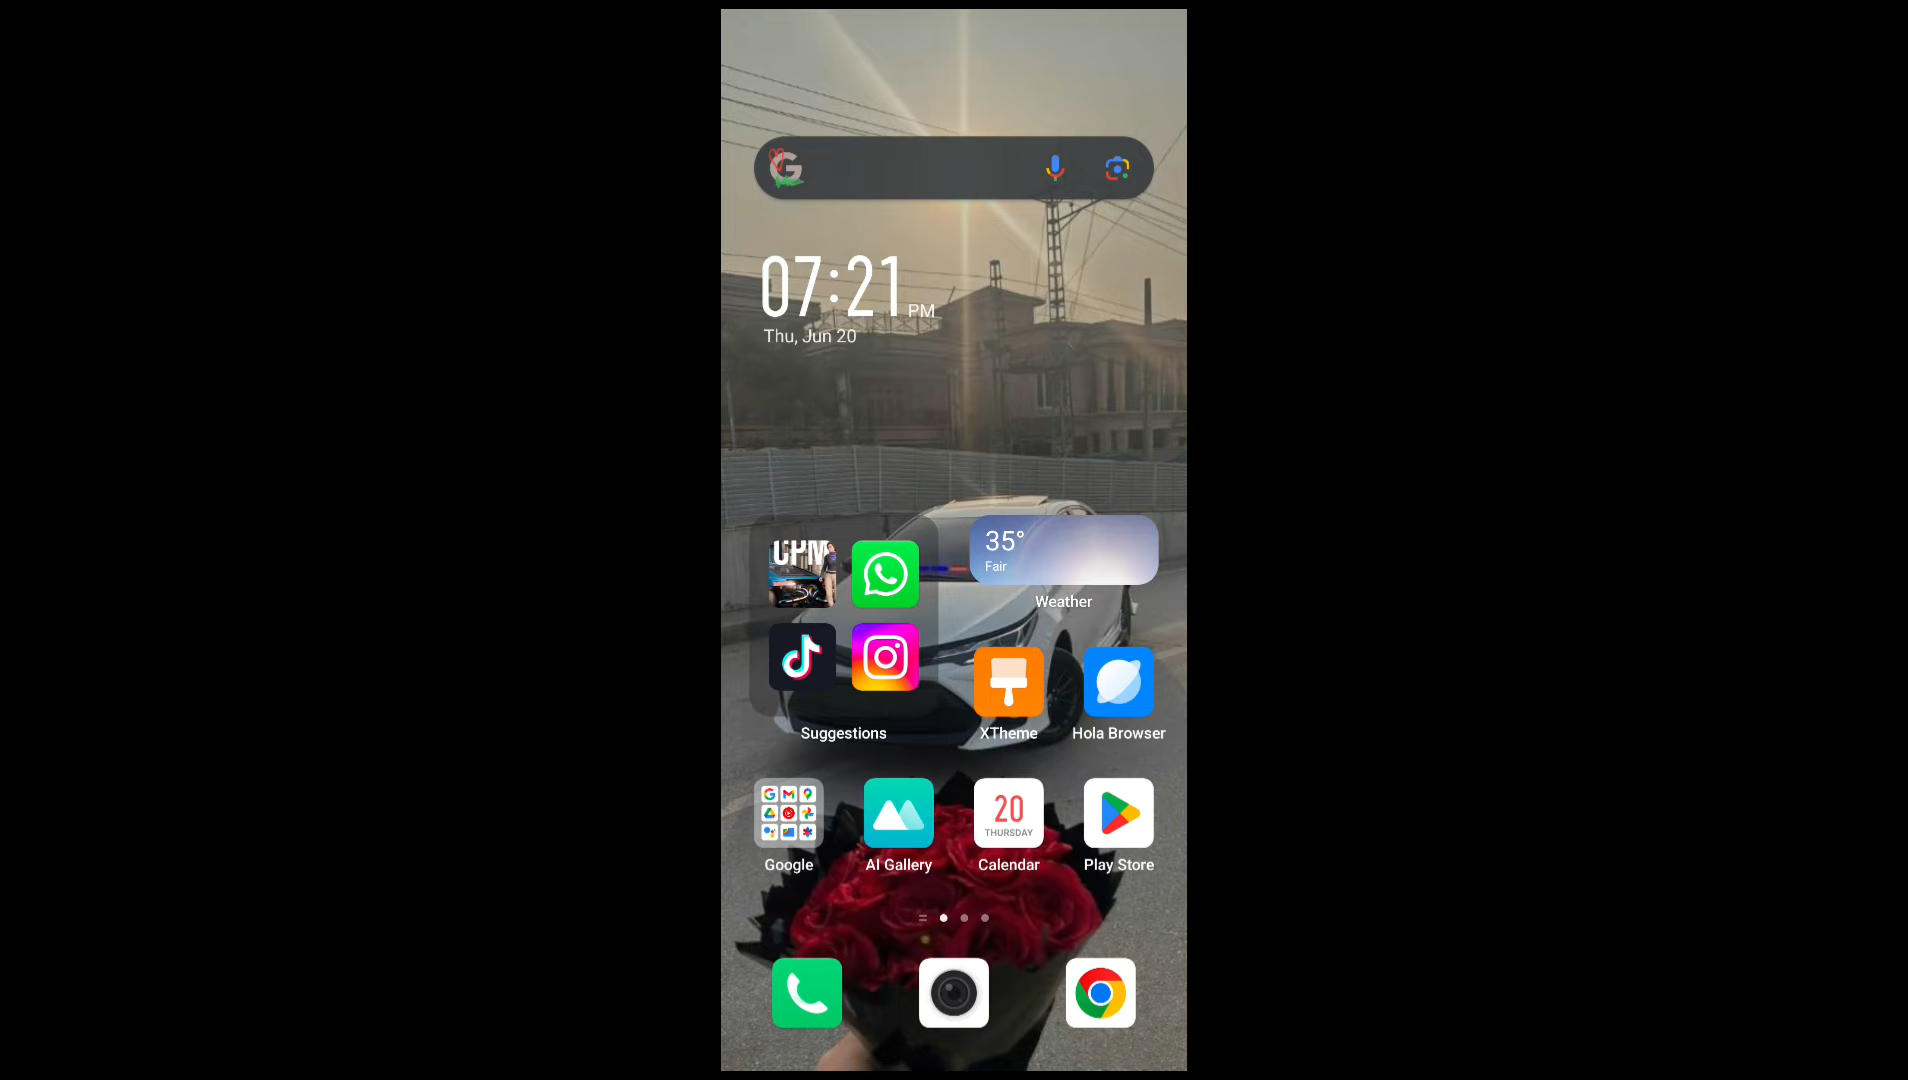 07:21 PM
Thu, Jun 20
CPM
35°
Fair
Weather
Suggestions
XTheme
Hola Browser
20
THURSDAY
Google
AI Gallery
Calendar
Play Store